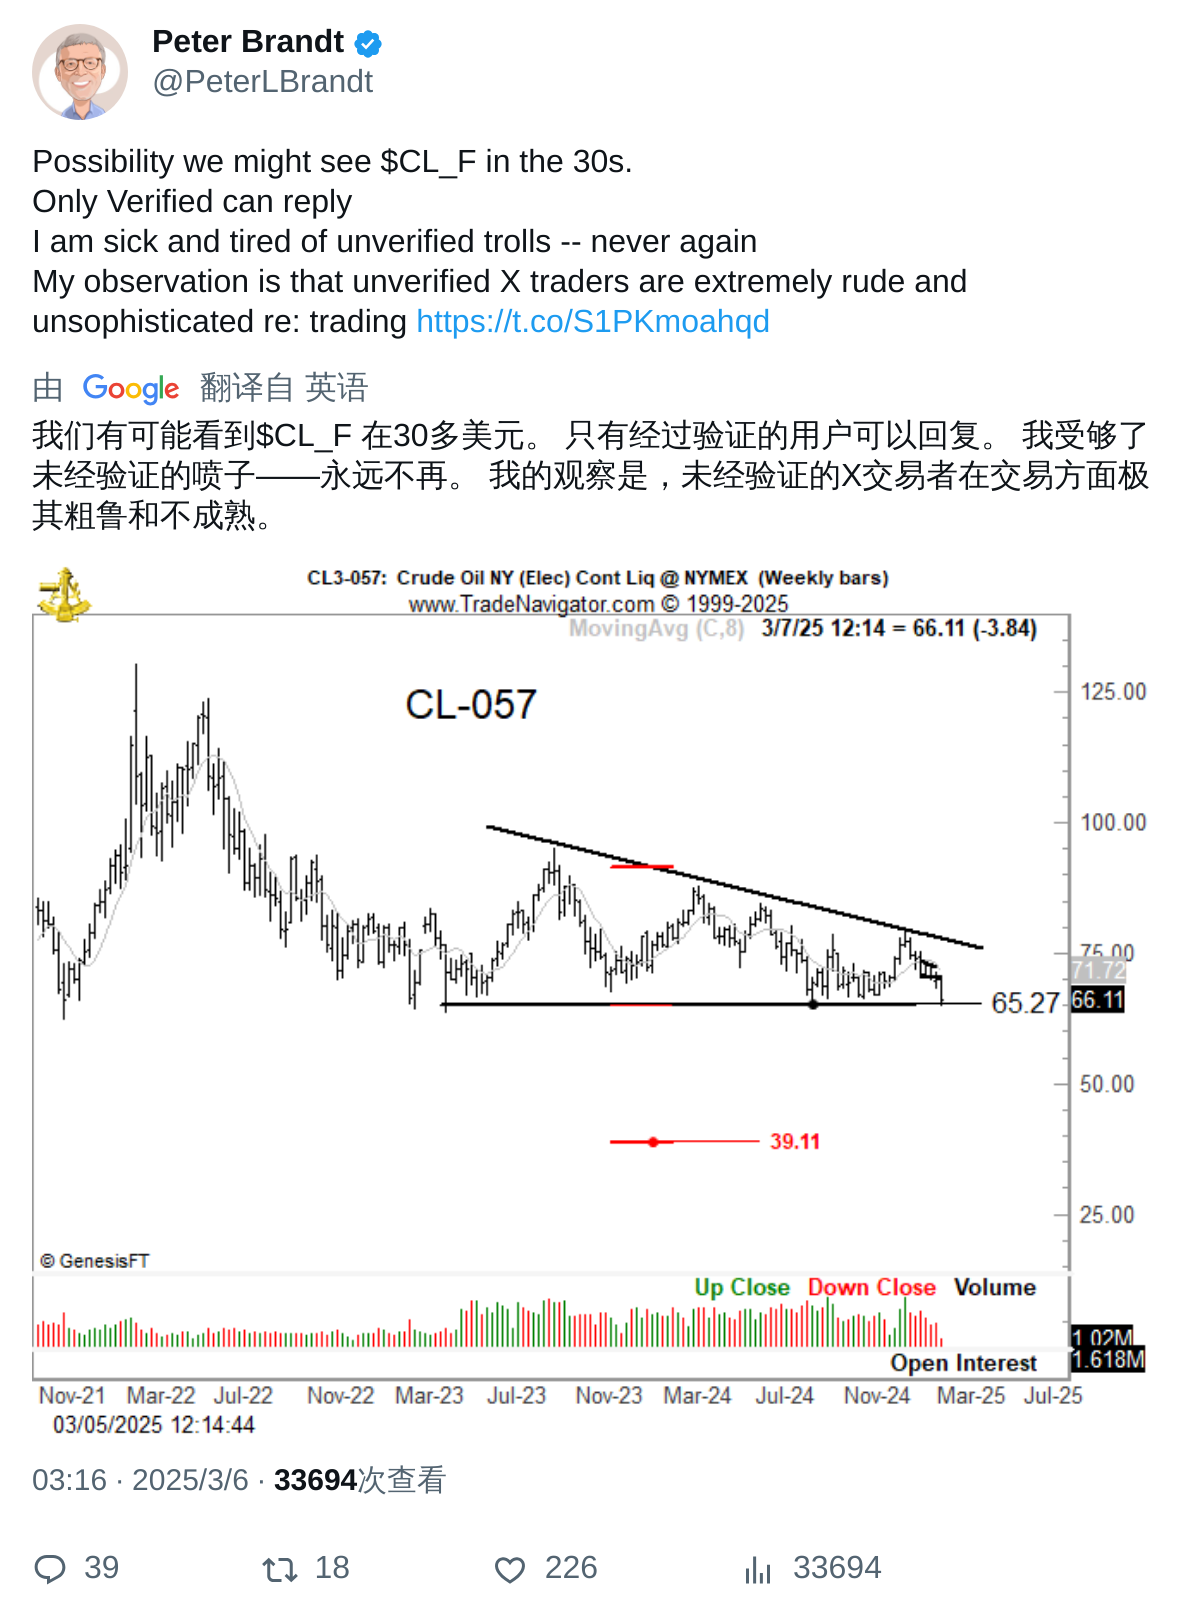 Peter Brandt
@PeterLBrandt
Possibility we might see $CL_F in the 30s.
Only Verified can reply
I am sick and tired of unverified trolls -- never again
My observation is that unverified X traders are extremely rude and
unsophisticated re: trading https://t.co/S1PKmoahqd
由 Google 翻译自 英语
我们有可能看到$CL_F 在30多美元。 只有经过验证的用户可以回复。 我受够了
未经验证的喷子——永远不再。 我的观察是，未经验证的X交易者在交易方面极
其粗鲁和不成熟。
CL3-057: Crude Oil NY (Elec) Cont Liq @ NYMEX (Weekly bars)
www.TradeNavigator.com © 1999-2025
MovingAvg (C,8) 3/7/25 12:14 = 66.11 (-3.84)
CL-057
125.00
100.00
75.00
71.72
65.27
66.11
50.00
39.11
25.00
© GenesisFT
Up Close Down Close Volume
1.02M
Open Interest
1.618M
Nov-21 Mar-22 Jul-22 Nov-22 Mar-23 Jul-23 Nov-23 Mar-24 Jul-24 Nov-24 Mar-25 Jul-25
03/05/2025 12:14:44
03:16 · 2025/3/6 · 33694次查看
39 18 226 33694